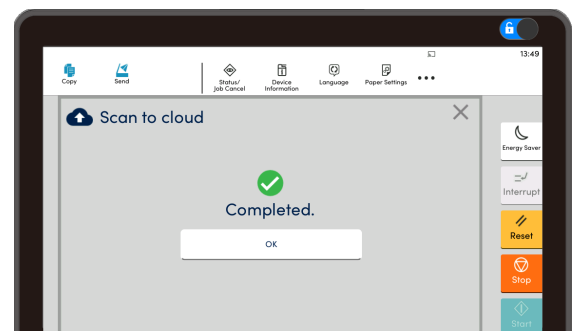 13:49
Copy
Send
Status/
Job Cancel
Device
Information
Language
Paper Settings
Scan to cloud
Energy Saver
Interrupt
Completed.
Reset
OK
Stop
Start